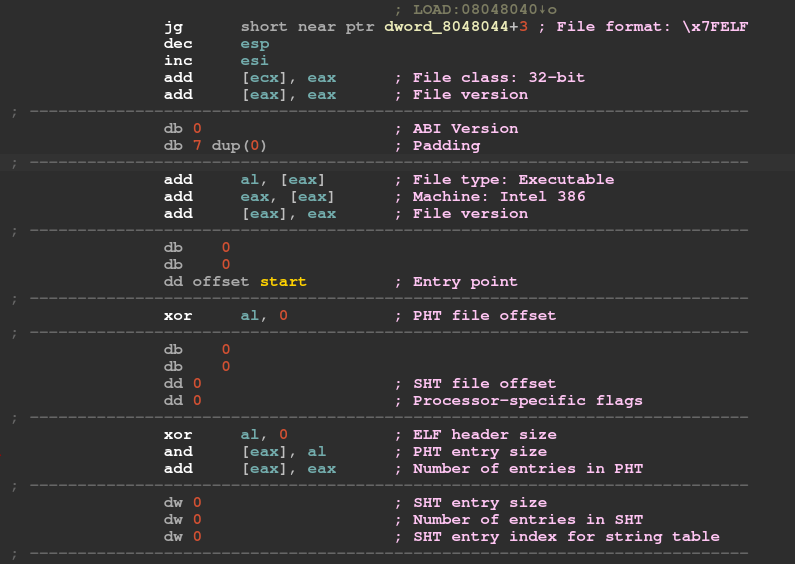 ; LOAD:08048040↓o
jg short near ptr dword_8048044+3 ; File format: \x7FELF
dec esp
inc esi
add [ecx], eax ; File class: 32-bit
add [eax], eax ; File version
; ---------------------------------------------------------------------------
db 0 ; ABI Version
db 7 dup(0) ; Padding
; ---------------------------------------------------------------------------
add al, [eax] ; File type: Executable
add eax, [eax] ; Machine: Intel 386
add [eax], eax ; File version
; ---------------------------------------------------------------------------
db 0
db 0
dd offset start ; Entry point
; ---------------------------------------------------------------------------
xor al, 0 ; PHT file offset
; ---------------------------------------------------------------------------
db 0
db 0
dd 0 ; SHT file offset
dd 0 ; Processor-specific flags
; ---------------------------------------------------------------------------
xor al, 0 ; ELF header size
and [eax], al ; PHT entry size
add [eax], eax ; Number of entries in PHT
; ---------------------------------------------------------------------------
dw 0 ; SHT entry size
dw 0 ; Number of entries in SHT
dw 0 ; SHT entry index for string table
; ---------------------------------------------------------------------------